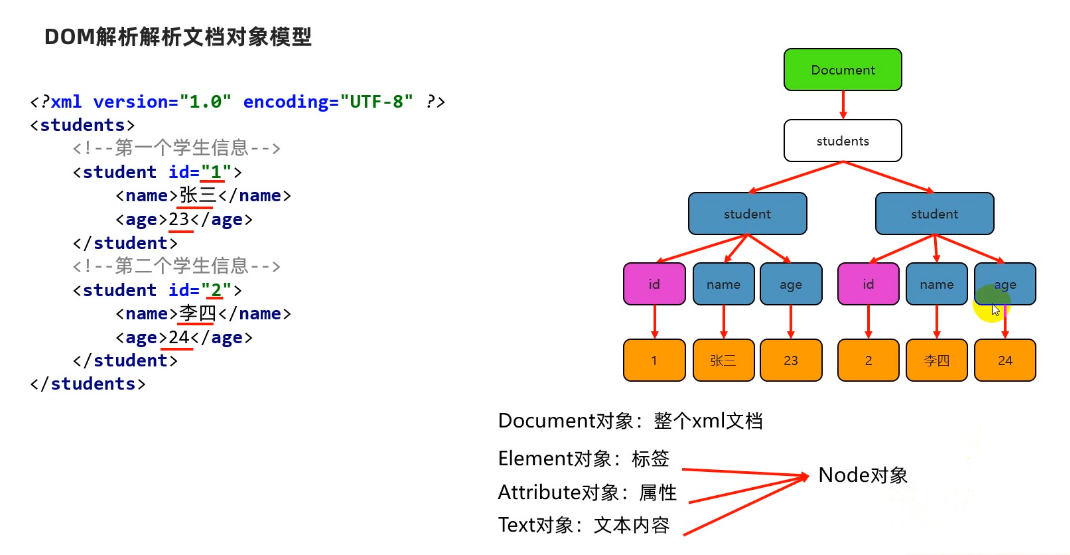 DOM解析解析文档对象模型
<?xml version="1.0" encoding="UTF-8" ?>
<students>
<!--第一个学生信息-->
<student id="1">
<name>张三</name>
<age>23</age>
</student>
<!--第二个学生信息-->
<student id="2">
<name>李四</name>
<age>24</age>
</student>
</students>
Document
students
student student
id name age id name age
1 张三 23 2 李四 24
Document对象：整个xml文档
Element对象：标签
Attribute对象：属性
Text对象：文本内容
Node对象